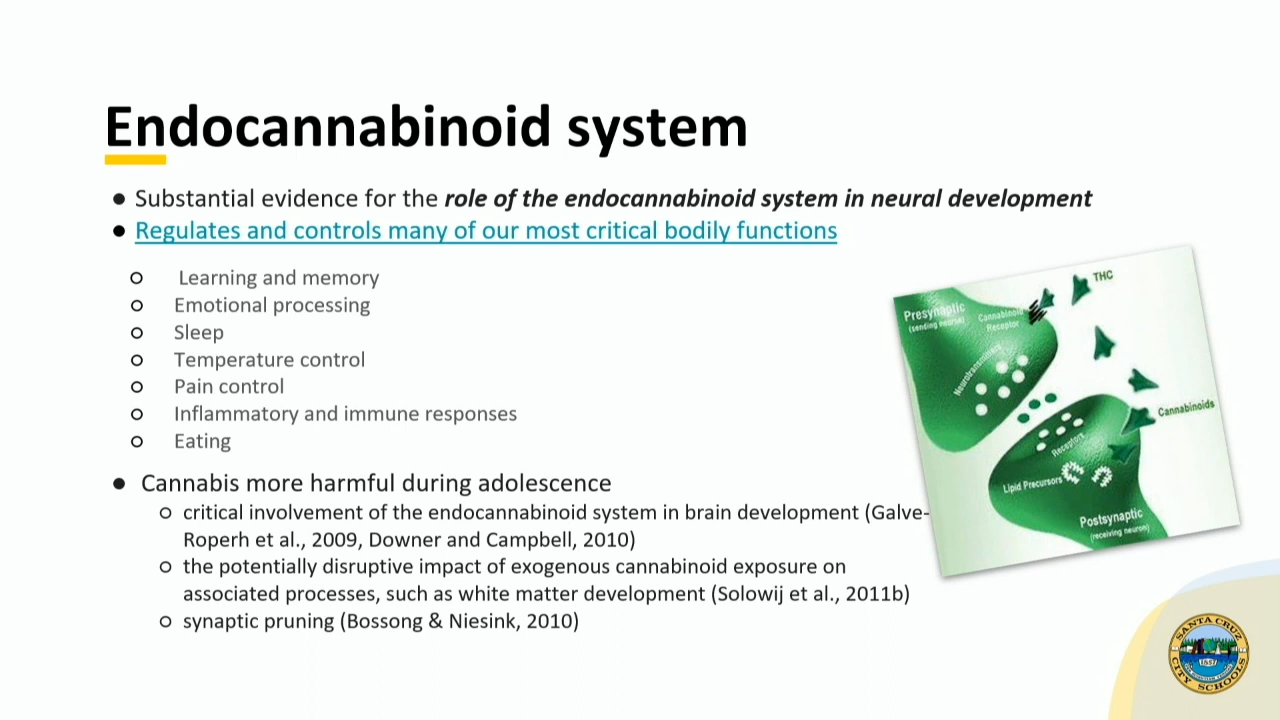 Endocannabinoid system
● Substantial evidence for the role of the endocannabinoid system in neural development
● Regulates and controls many of our most critical bodily functions
○ Learning and memory
○ Emotional processing
○ Sleep
○ Temperature control
○ Pain control
○ Inflammatory and immune responses
○ Eating
● Cannabis more harmful during adolescence
○ critical involvement of the endocannabinoid system in brain development (Galve-
Roperh et al., 2009, Downer and Campbell, 2010)
○ the potentially disruptive impact of exogenous cannabinoid exposure on
associated processes, such as white matter development (Solowij et al., 2011b)
○ synaptic pruning (Bossong & Niesink, 2010)
THC
Presynaptic
(sending neuron)
Cannabinoid
Receptor
Neurotransmitters
Cannabinoids
Receptors
Lipid Precursors
Postsynaptic
(receiving neuron)
SANTA CRUZ
CITY SCHOOLS
1857